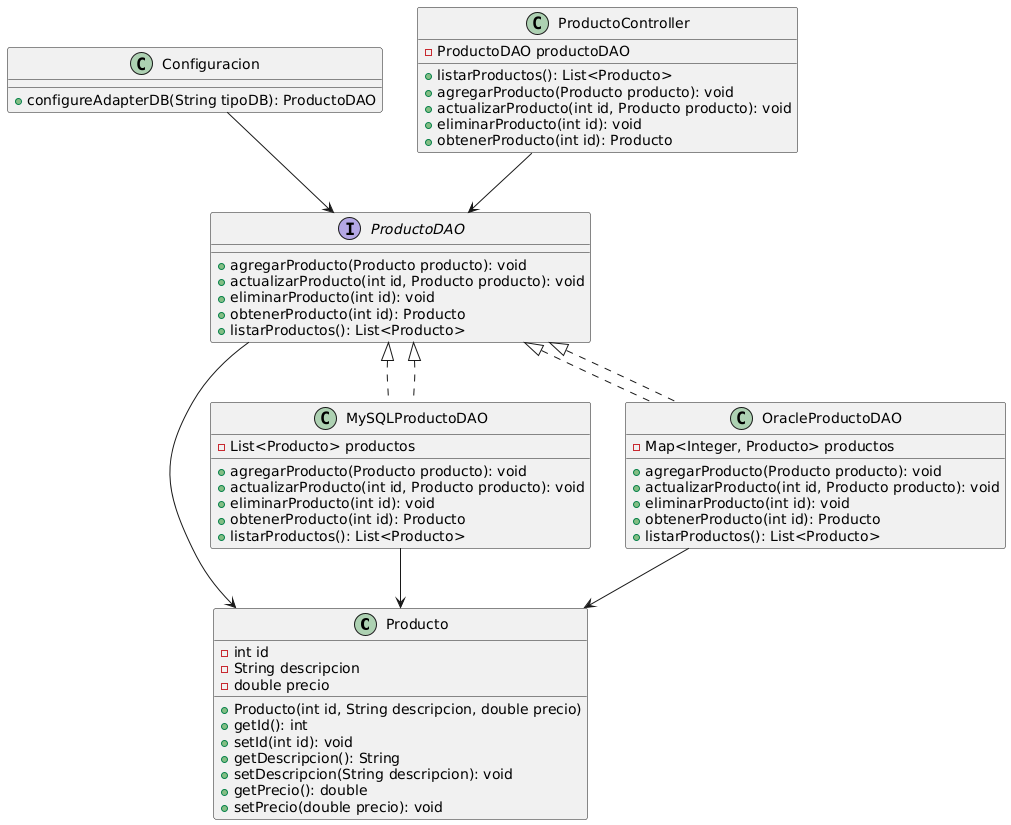 Configuracion
configureAdapterDB(String tipoDB): ProductoDAO
ProductoController
ProductoDAO productoDAO
listarProductos(): List<Producto>
agregarProducto(Producto producto): void
actualizarProducto(int id, Producto producto): void
eliminarProducto(int id): void
obtenerProducto(int id): Producto
I ProductoDAO
agregarProducto(Producto producto): void
actualizarProducto(int id, Producto producto): void
eliminarProducto(int id): void
obtenerProducto(int id): Producto
listarProductos(): List<Producto>
C MySQLProductoDAO
List<Producto> productos
agregarProducto(Producto producto): void
actualizarProducto(int id, Producto producto): void
eliminarProducto(int id): void
obtenerProducto(int id): Producto
listarProductos(): List<Producto>
C OracleProductoDAO
Map<Integer, Producto> productos
agregarProducto(Producto producto): void
actualizarProducto(int id, Producto producto): void
eliminarProducto(int id): void
obtenerProducto(int id): Producto
listarProductos(): List<Producto>
C Producto
int id
String descripcion
double precio
Producto(int id, String descripcion, double precio)
getId(): int
setId(int id): void
getDescripcion(): String
setDescripcion(String descripcion): void
getPrecio(): double
setPrecio(double precio): void